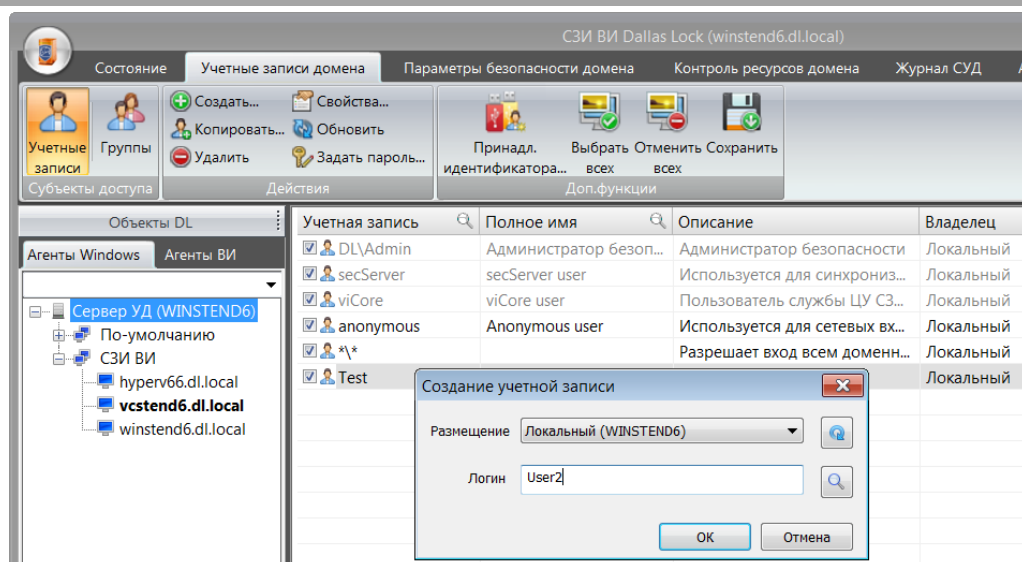 СЗИ ВИ Dallas Lock (winstend6.dl.local)
Состояние Учетные записи домена Параметры безопасности домена Контроль ресурсов домена Журнал СУД
Учетные записи Группы
Создать... Свойства...
Копировать... Обновить
Удалить Задать пароль...
Принадл. идентификатора... Выбрать всех Отменить всех Сохранить
Субъекты доступа Действия Доп.функции
Объекты DL
Агенты Windows Агенты ВИ
Сервер УД (WINSTEND6)
По-умолчанию
СЗИ ВИ
hyperv66.dl.local
vcstend6.dl.local
winstend6.dl.local
Учетная запись Полное имя Описание Владелец
DL\Admin Администратор безоп... Администратор безопасности Локальный
secServer secServer user Используется для синхрониз... Локальный
viCore viCore user Пользователь службы ЦУ СЗ... Локальный
anonymous Anonymous user Используется для сетевых вх... Локальный
*\* Разрешает вход всем доменн... Локальный
Test Локальный
Создание учетной записи
Размещение Локальный (WINSTEND6)
Логин User2
ОК Отмена